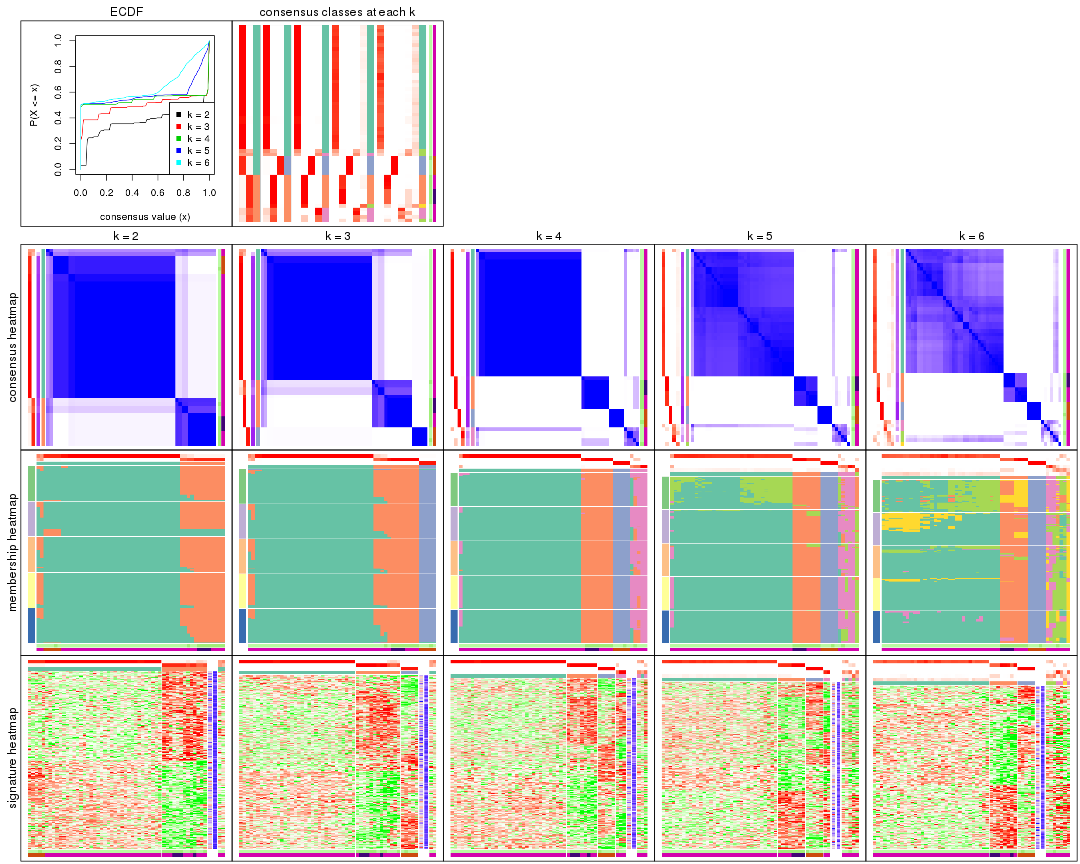 ECDF
consensus classes at each k
P(X <= x)
0.0
0.2
0.4
0.6
0.8
1.0
k = 2
k = 3
k = 4
k = 5
k = 6
0.0 0.2 0.4 0.6 0.8 1.0
consensus value (x)
k = 2
k = 3
k = 4
k = 5
k = 6
consensus heatmap
membership heatmap
signature heatmap